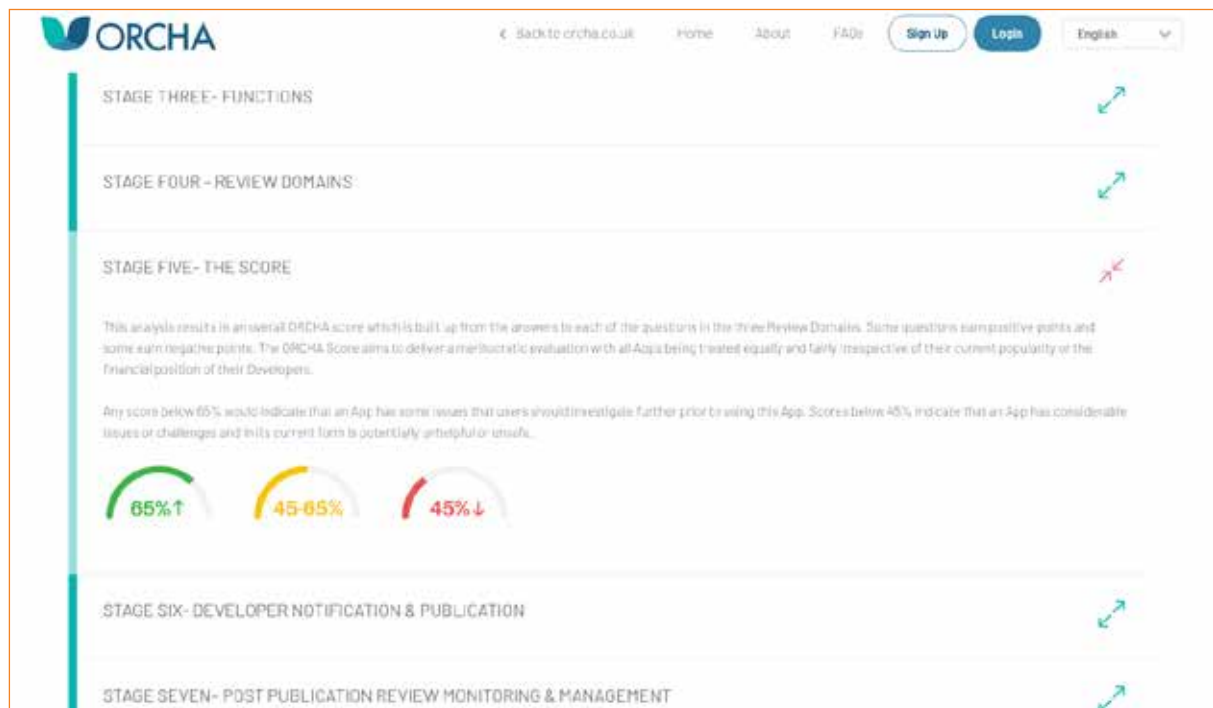 ORCHA
Back to orcha.co.uk Home About FAQs Sign Up Login English
STAGE THREE- FUNCTIONS
STAGE FOUR - REVIEW DOMAINS
STAGE FIVE- THE SCORE
This analysis results in an overall ORCHA score which is built up from the answers to each of the questions in the three Review Domains. Some questions earn positive points and
some earn negative points. The ORCHA Score aims to deliver a meritocratic evaluation with all Apps being treated equally and fairly irrespective of their current popularity or the
financial position of their Developers.
Any score below 65% would indicate that an App has some issues that users should investigate further prior to using this App. Scores below 45% indicate that an App has considerable
issues or challenges and in its current form is potentially unhelpful or unsafe.
65%↑ 45-65% 45%↓
STAGE SIX- DEVELOPER NOTIFICATION & PUBLICATION
STAGE SEVEN- POST PUBLICATION REVIEW MONITORING & MANAGEMENT